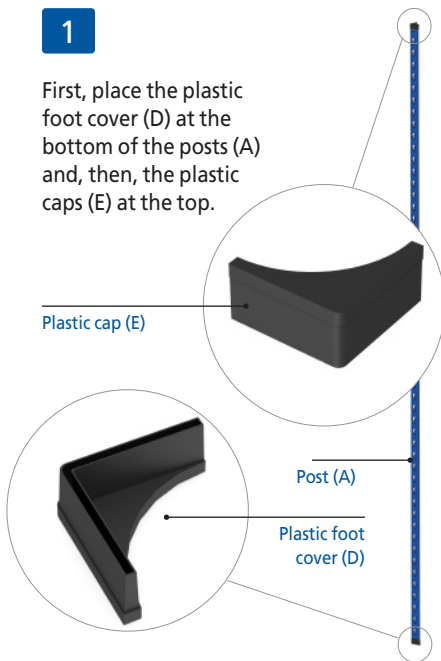 1
First, place the plastic
foot cover (D) at the
bottom of the posts (A)
and, then, the plastic
caps (E) at the top.
Plastic cap (E)
Post (A)
Plastic foot
cover (D)